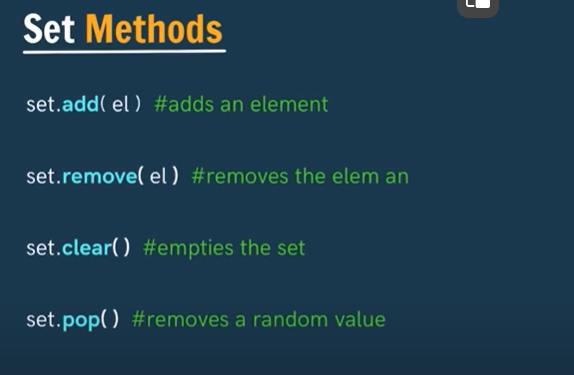 Set Methods
set.add( el ) #adds an element
set.remove( el ) #removes the elem an
set.clear( ) #empties the set
set.pop( ) #removes a random value